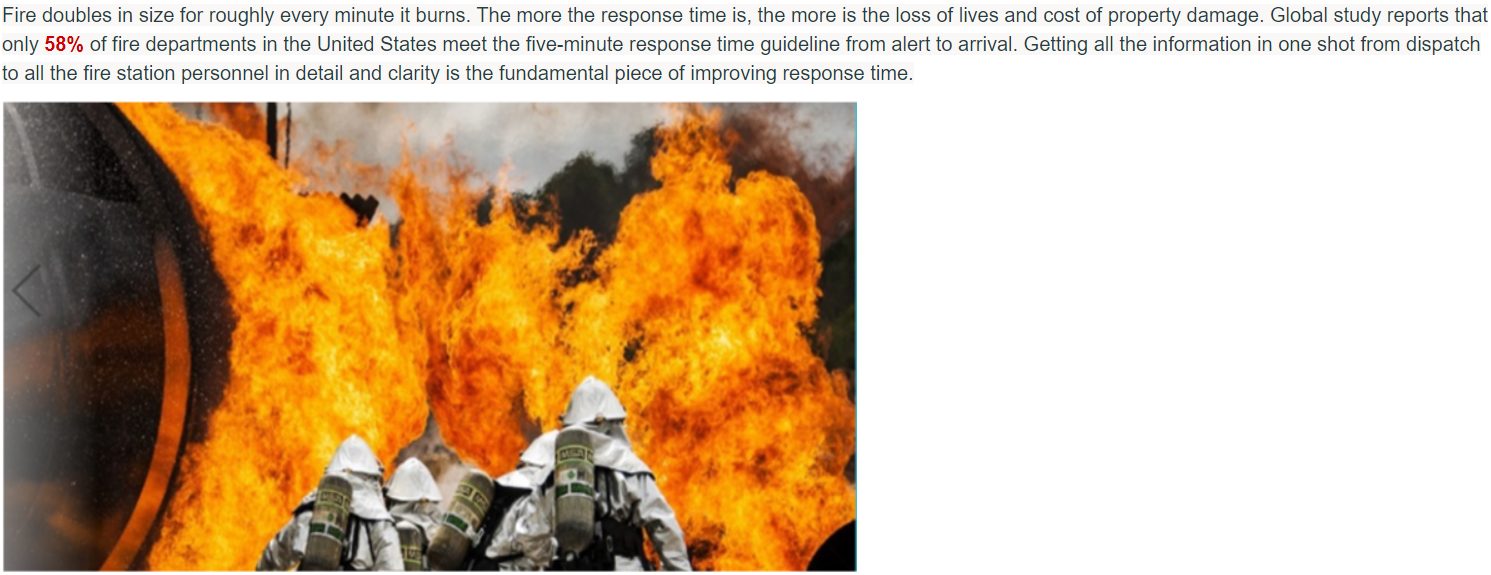 Fire doubles in size for roughly every minute it burns. The more the response time is, the more is the loss of lives and cost of property damage. Global study reports that
only 58% of fire departments in the United States meet the five-minute response time guideline from alert to arrival. Getting all the information in one shot from dispatch
to all the fire station personnel in detail and clarity is the fundamental piece of improving response time.